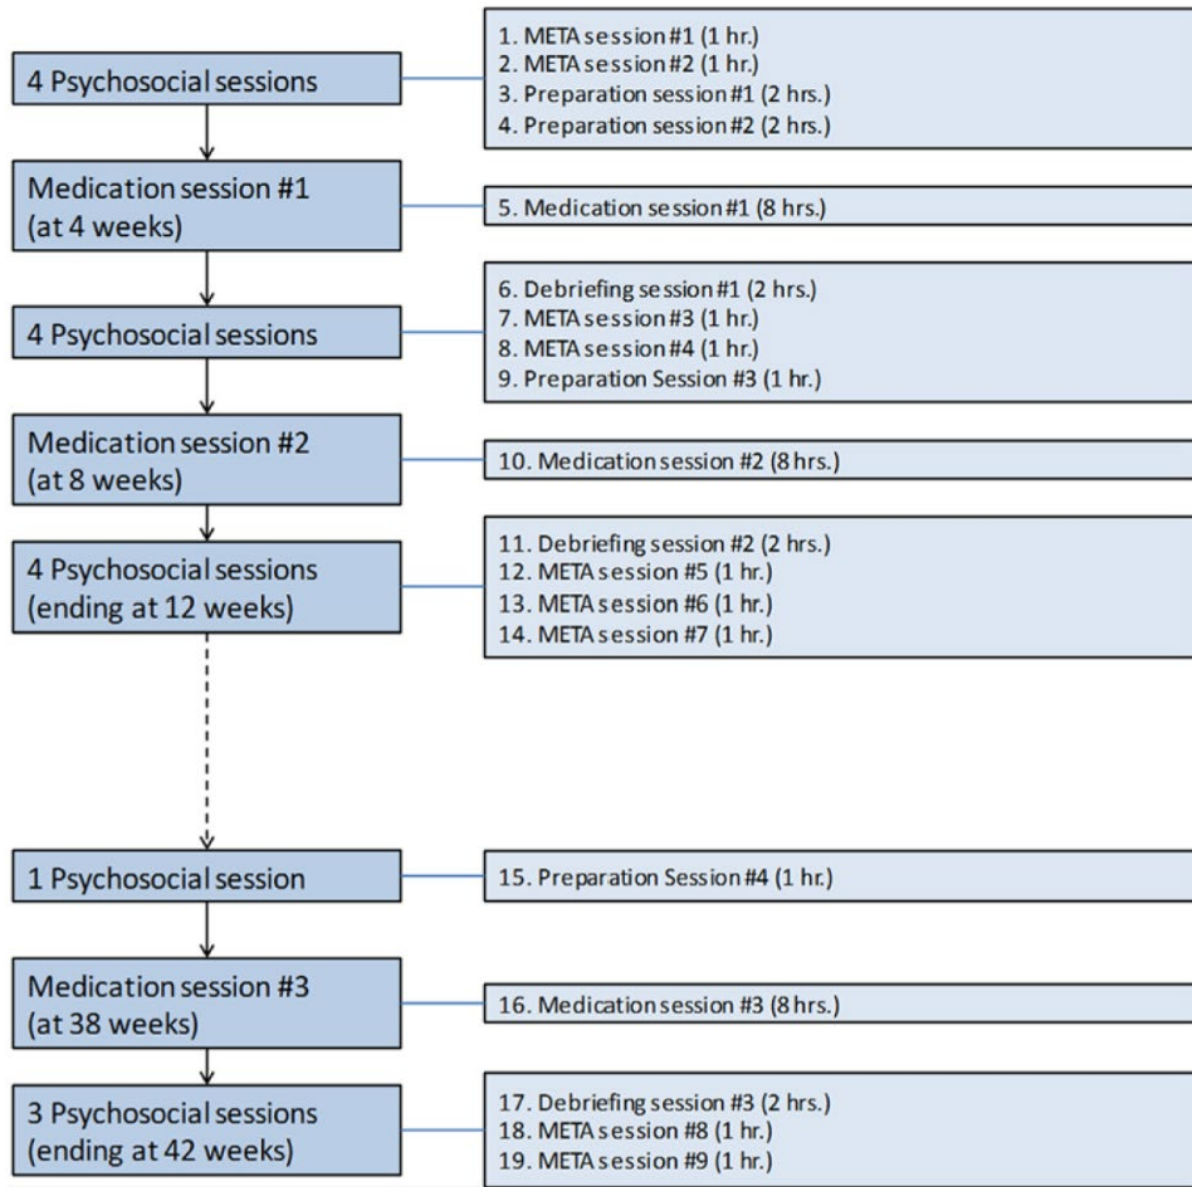 4 Psychosocial sessions
1. META session #1 (1 hr.)
2. META session #2 (1 hr.)
3. Preparation session #1 (2 hrs.)
4. Preparation session #2 (2 hrs.)
Medication session #1
(at 4 weeks)
5. Medication session #1 (8 hrs.)
4 Psychosocial sessions
6. Debriefing session #1 (2 hrs.)
7. META session #3 (1 hr.)
8. META session #4 (1 hr.)
9. Preparation Session #3 (1 hr.)
Medication session #2
(at 8 weeks)
10. Medication session #2 (8 hrs.)
4 Psychosocial sessions
(ending at 12 weeks)
11. Debriefing session #2 (2 hrs.)
12. META session #5 (1 hr.)
13. META session #6 (1 hr.)
14. META session #7 (1 hr.)
1 Psychosocial session
15. Preparation Session #4 (1 hr.)
Medication session #3
(at 38 weeks)
16. Medication session #3 (8 hrs.)
3 Psychosocial sessions
(ending at 42 weeks)
17. Debriefing session #3 (2 hrs.)
18. META session #8 (1 hr.)
19. META session #9 (1 hr.)